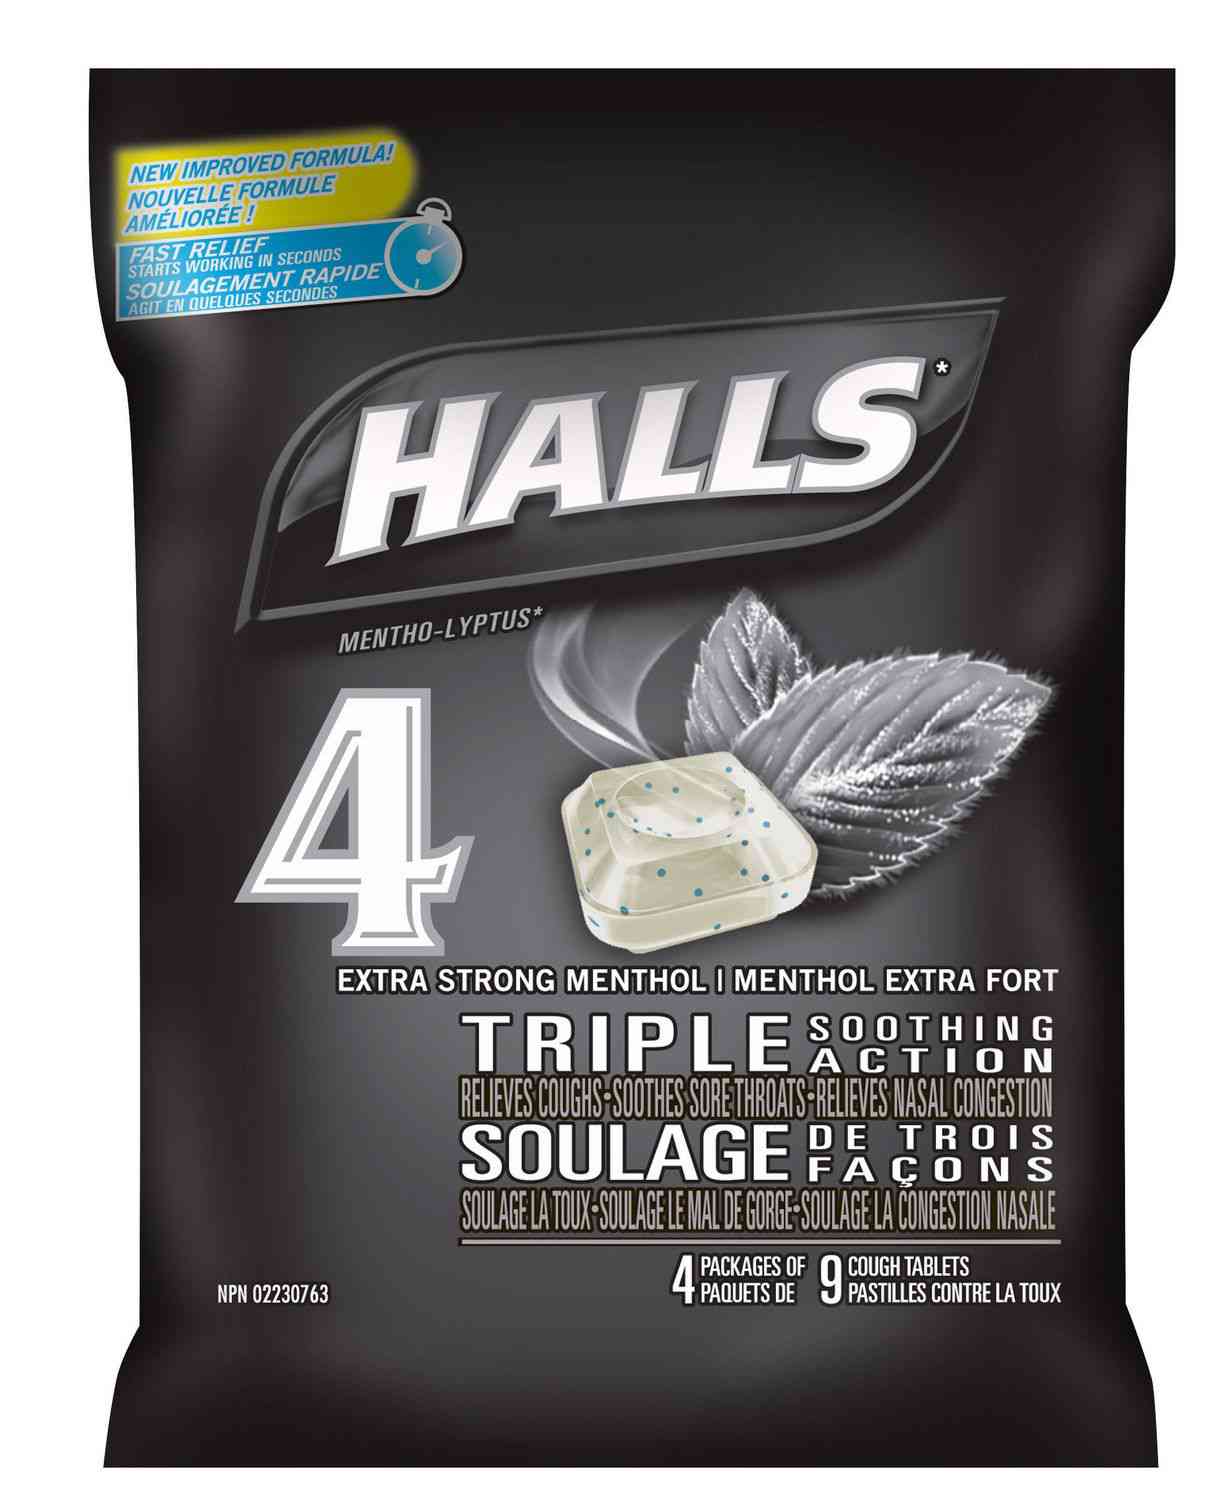 NEW IMPROVED FORMULA!
NOUVELLE FORMULE
AMÉLIORÉE !
FAST RELIEF
STARTS WORKING IN SECONDS
SOULAGEMENT RAPIDE
AGIT EN QUELQUES SECONDES
HALLS*
MENTHO-LYPTUS*
4
EXTRA STRONG MENTHOL | MENTHOL EXTRA FORT
TRIPLE SOOTHING
ACTION
RELIEVES COUGHS•SOOTHES SORE THROATS•RELIEVES NASAL CONGESTION
SOULAGE DE TROIS
FAÇONS
SOULAGE LA TOUX•SOULAGE LE MAL DE GORGE•SOULAGE LA CONGESTION NASALE
4 PACKAGES OF 9 COUGH TABLETS
PAQUETS DE PASTILLES CONTRE LA TOUX
NPN 02230763